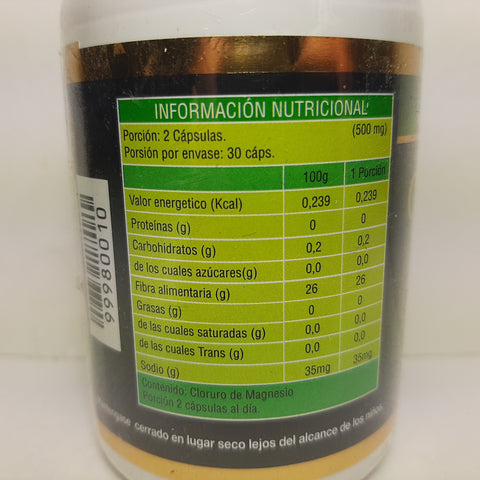 INFORMACIÓN NUTRICIONAL
Porción: 2 Cápsulas. (500 mg)
Porsión por envase: 30 cáps.
100g 1 Porción
Valor energetico (Kcal) 0,239 0,239
Proteínas (g) 0 0
Carbohidratos (g) 0,2 0,2
de los cuales azúcares(g) 0,0 0,0
Fibra alimentaria (g) 26 26
Grasas (g) 0 0
de las cuales saturadas (g) 0,0 0,0
de las cuales Trans (g) 0,0 0,0
Sodio (g) 35mg 35mg
Contenido: Cloruro de Magnesio
Porción 2 cápsulas al día.
cerrado en lugar seco lejos del alcance de los niños.
99980010